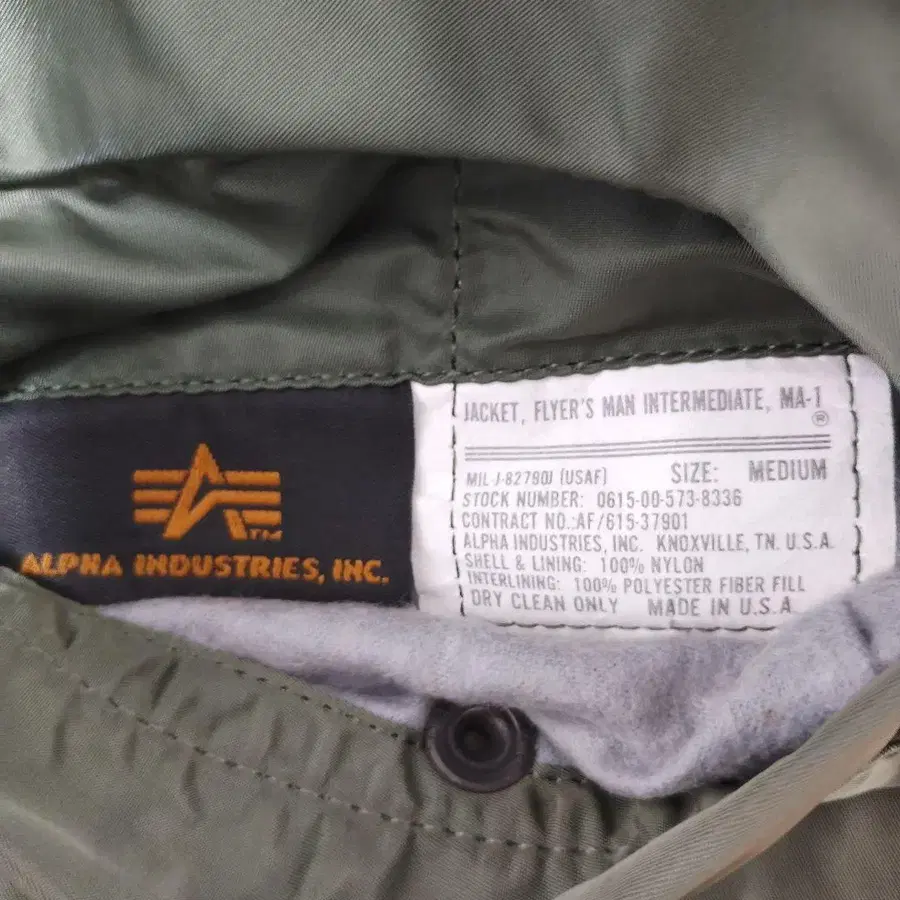 ALPHA INDUSTRIES, INC.
TM
JACKET, FLYER'S MAN INTERMEDIATE, MA-1
®
MIL-J-82790J (USAF) SIZE: MEDIUM
STOCK NUMBER: 0615-00-573-8336
CONTRACT NO.:AF/615-37901
ALPHA INDUSTRIES, INC. KNOXVILLE, TN. U.S.A.
SHELL & LINING: 100% NYLON
INTERLINING: 100% POLYESTER FIBER FILL
DRY CLEAN ONLY MADE IN U.S.A